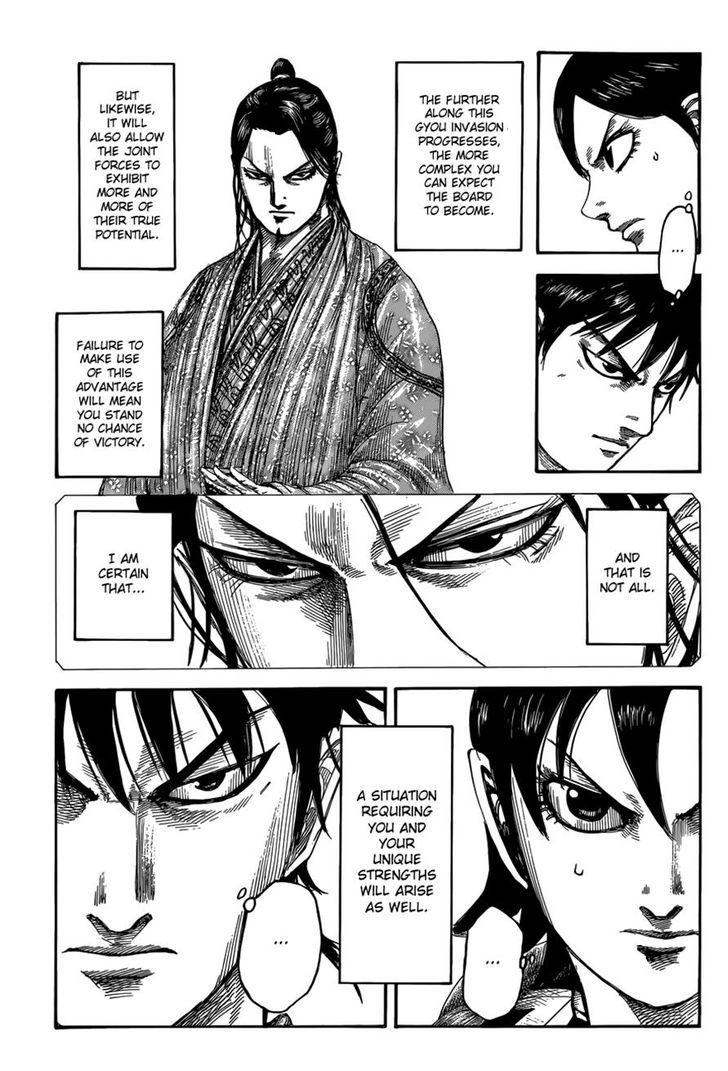 THE FURTHER
ALONG THIS
GYOU INVASION
PROGRESSES,
THE MORE
COMPLEX YOU
CAN EXPECT
THE BOARD
TO BECOME.
...
BUT
LIKEWISE,
IT WILL
ALSO ALLOW
THE JOINT
FORCES TO
EXHIBIT
MORE AND
MORE OF
THEIR TRUE
POTENTIAL.
FAILURE TO
MAKE USE
OF THIS
ADVANTAGE
WILL MEAN
YOU STAND
NO CHANCE
OF VICTORY.
AND
THAT IS
NOT ALL.
I AM
CERTAIN
THAT...
A SITUATION
REQUIRING
YOU AND
YOUR
UNIQUE
STRENGTHS
WILL ARISE
AS WELL.
...
...